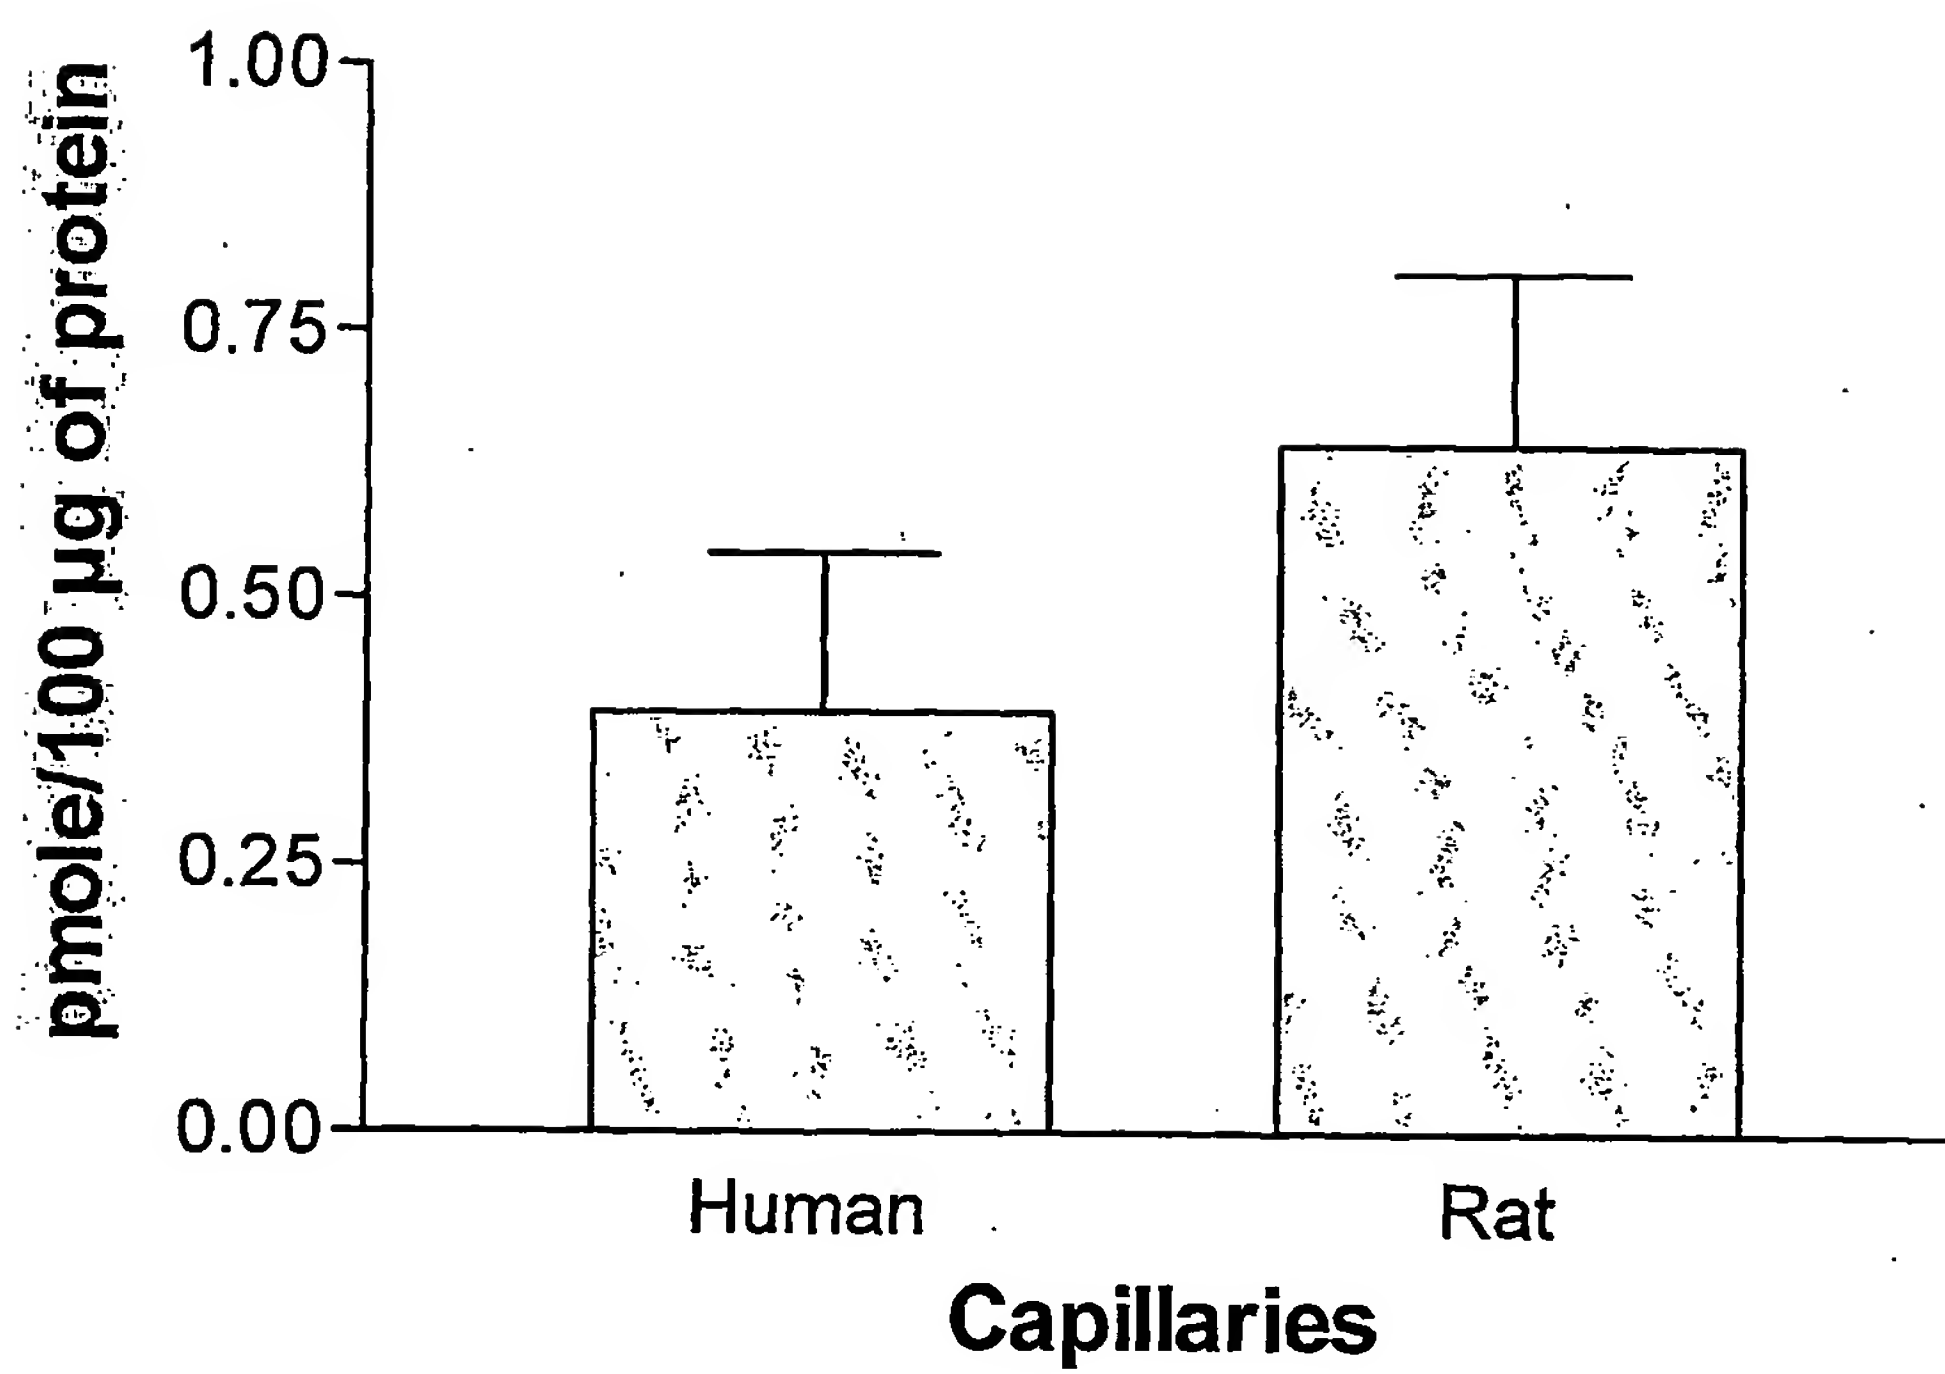 pmole/100 µg of protein
1.00
0.75
0.50
0.25
0.00
Human Rat
Capillaries